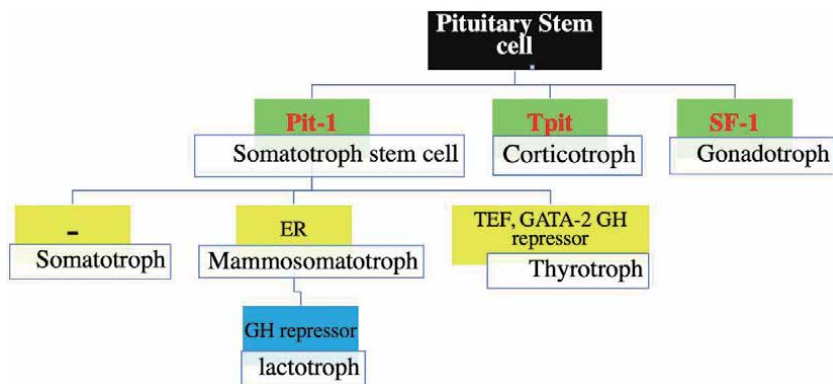 Pituitary Stem
cell
Pit-1
Somatotroph stem cell
Tpit
Corticotroph
SF-1
Gonadotroph
-
Somatotroph
ER
Mammosomatotroph
TEF, GATA-2 GH
repressor
Thyrotroph
GH repressor
lactotroph